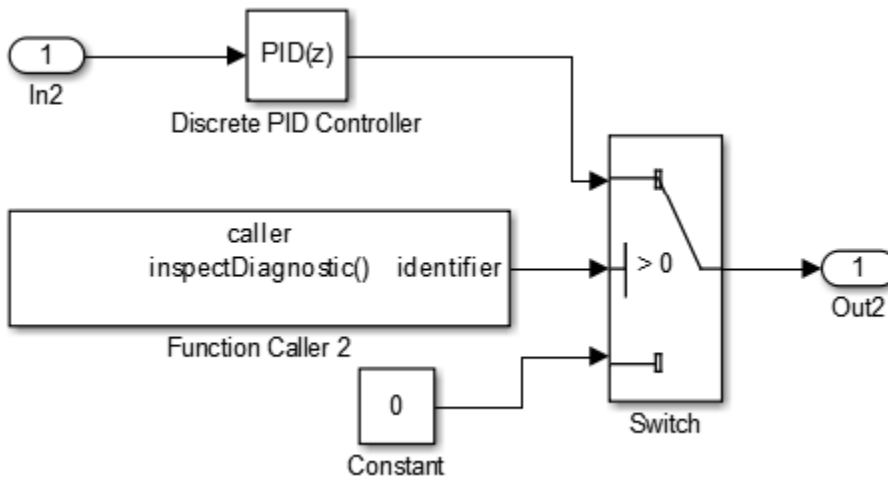 1
In2
PID(z)
Discrete PID Controller
caller
inspectDiagnostic() identifier
Function Caller 2
0
Constant
> 0
Switch
1
Out2